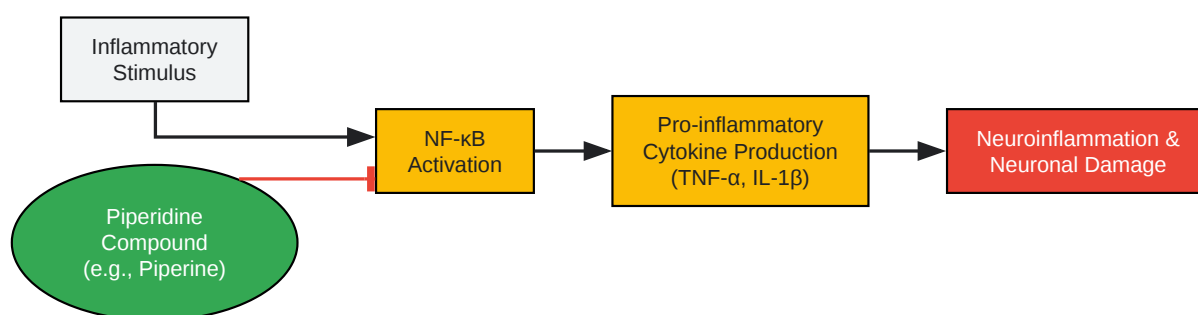 Inflammatory
Stimulus
NF-κB
Activation
Pro-inflammatory
Cytokine Production
(TNF-α, IL-1β)
Neuroinflammation &
Neuronal Damage
Piperidine
Compound
(e.g., Piperine)